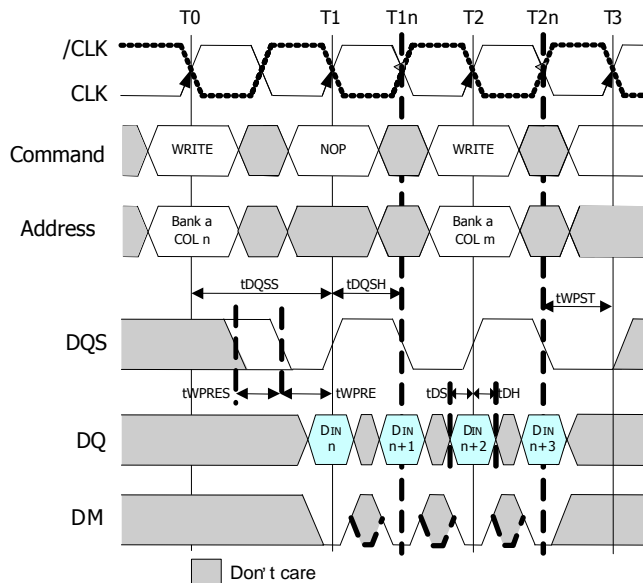 T0 T1 T1n T2 T2n T3
/CLK
CLK
Command WRITE NOP WRITE
Address Bank a COL n Bank a COL m
tDQSS tDQSH tWPST
DQS
tWPRES tWPRE tDS tDH
DQ DIN n DIN n+1 DIN n+2 DIN n+3
DM
Don't care